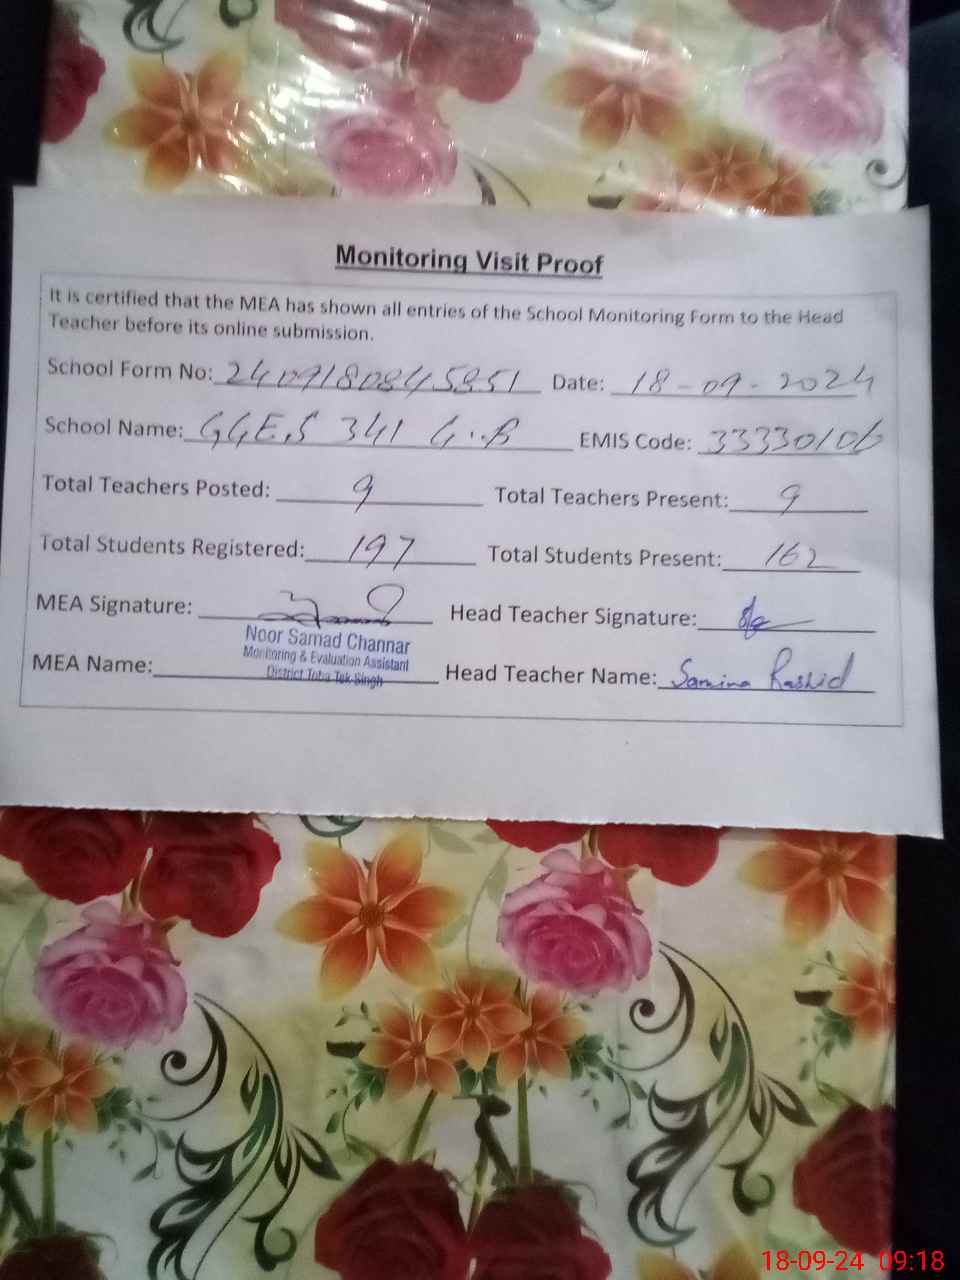 Monitoring Visit Proof
It is certified that the MEA has shown all entries of the School Monitoring Form to the Head
Teacher before its online submission.
School Form No: 2409180845851 Date: 18-09-2024
School Name: GGES 341 G.B EMIS Code: 33330106
Total Teachers Posted: 9 Total Teachers Present: 9
Total Students Registered: 197 Total Students Present: 162
MEA Signature: Head Teacher Signature:
Noor Samad Channar
Monitoring & Evaluation Assistant
District Toba Tek Singh
MEA Name: Head Teacher Name: Samina Rashid
18-09-24 09:18